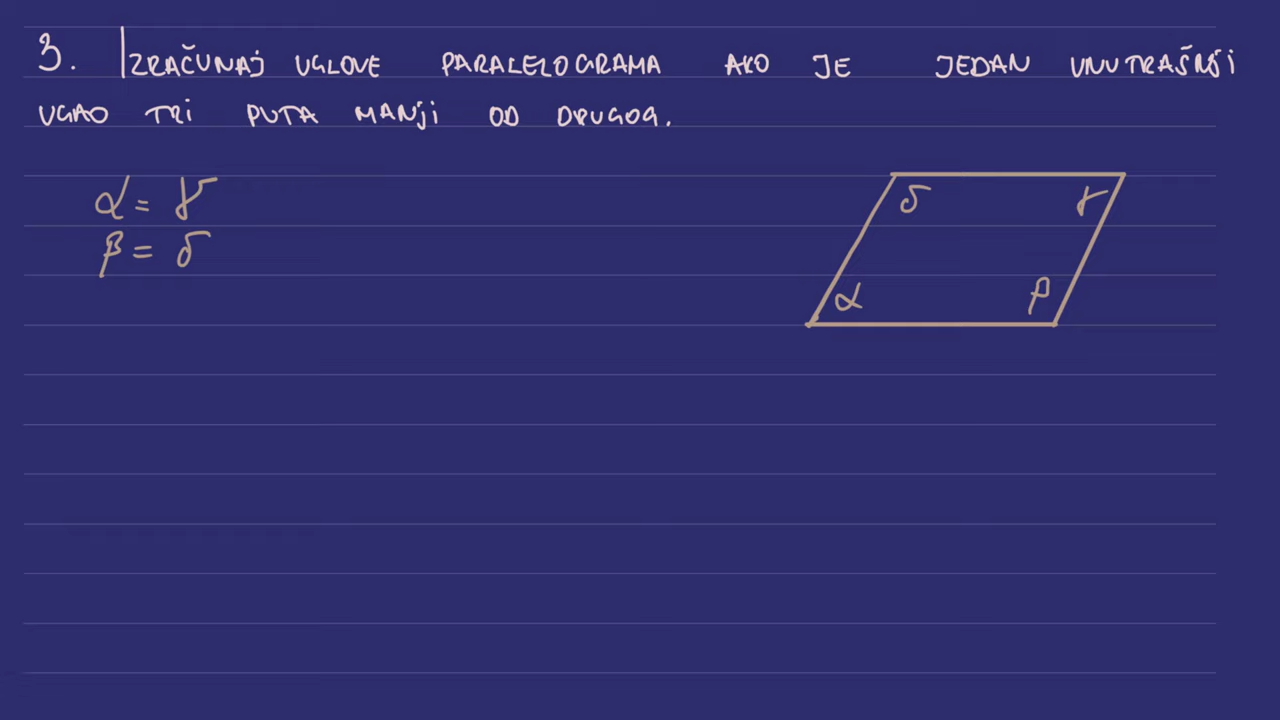 3. IZRAČUNAJ UGLOVE PARALELOGRAMA AKO JE JEDAN UNUTRAŠNJI
UGAO TRI PUTA MANJI OD DRUGOG.
α = γ
β = δ
δ γ
α β